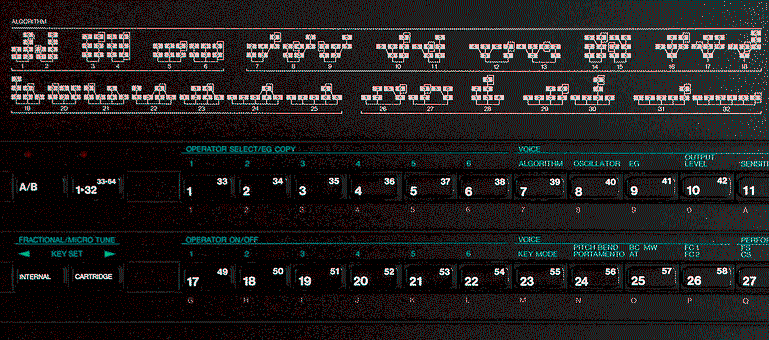 ALGORITHM
2 3 4 5 6 7 8 9 10 11 12 13 14 15 16 17 18
19 20 21 22 23 24 25 26 27 28 29 30 31 32
OPERATOR SELECT/EG COPY VOICE
1 2 3 4 5 6 ALGORITHM OSCILLATOR EG OUTPUT LEVEL
A/B 1-32 33-64 1 33 2 34 3 35 4 36 5 37 6 38 7 39 8 40 9 41 10 42 11
1 2 3 4 5 6 7 8 9 0 A
FRACTIONAL/MICRO TUNE OPERATOR ON/OFF VOICE
KEY SET 1 2 3 4 5 6 KEY MODE PITCH BEND PORTAMENTO BC MW AT FC 1 FC 2 FS CS
INTERNAL CARTRIDGE 17 49 18 50 19 51 20 52 21 53 22 54 23 55 24 56 25 57 26 58 27
G H I J K L M N O P Q